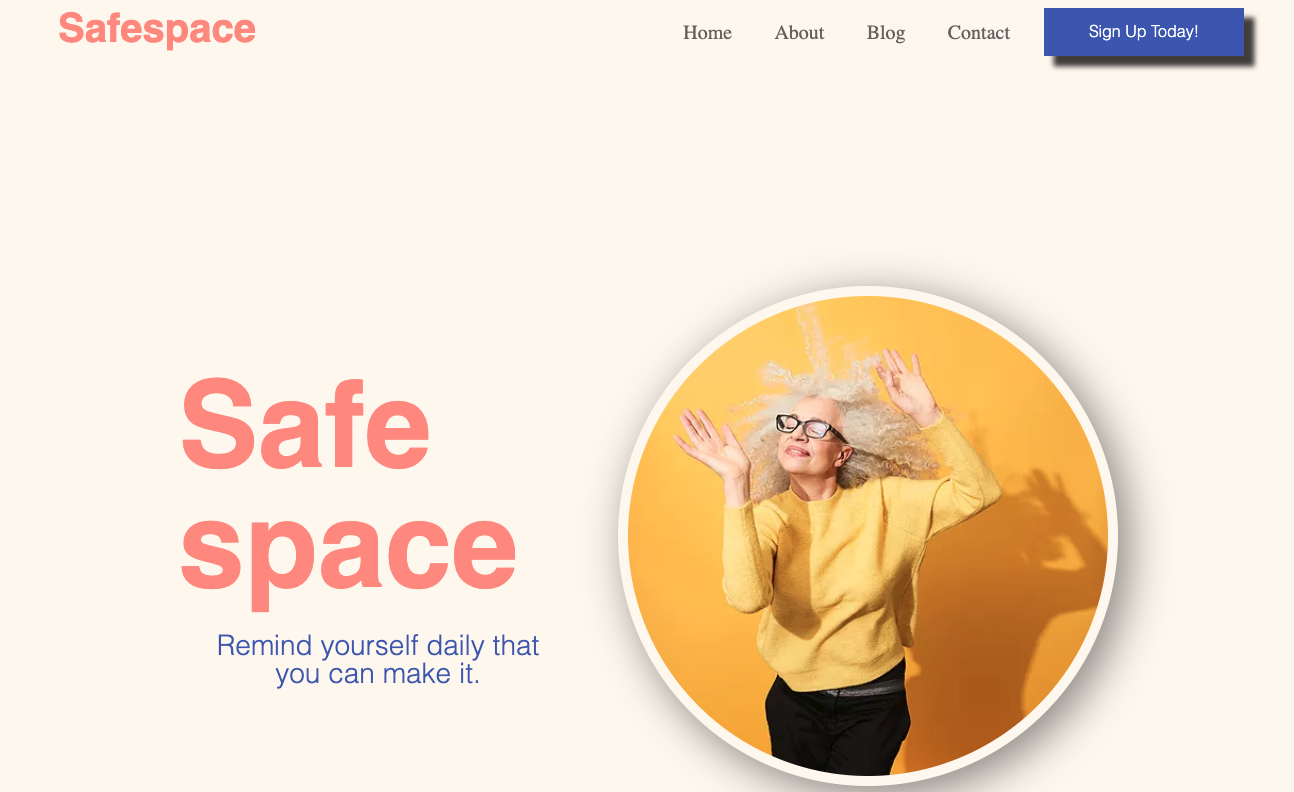 Safespace
Home About Blog Contact Sign Up Today!
Safe
space
Remind yourself daily that
you can make it.